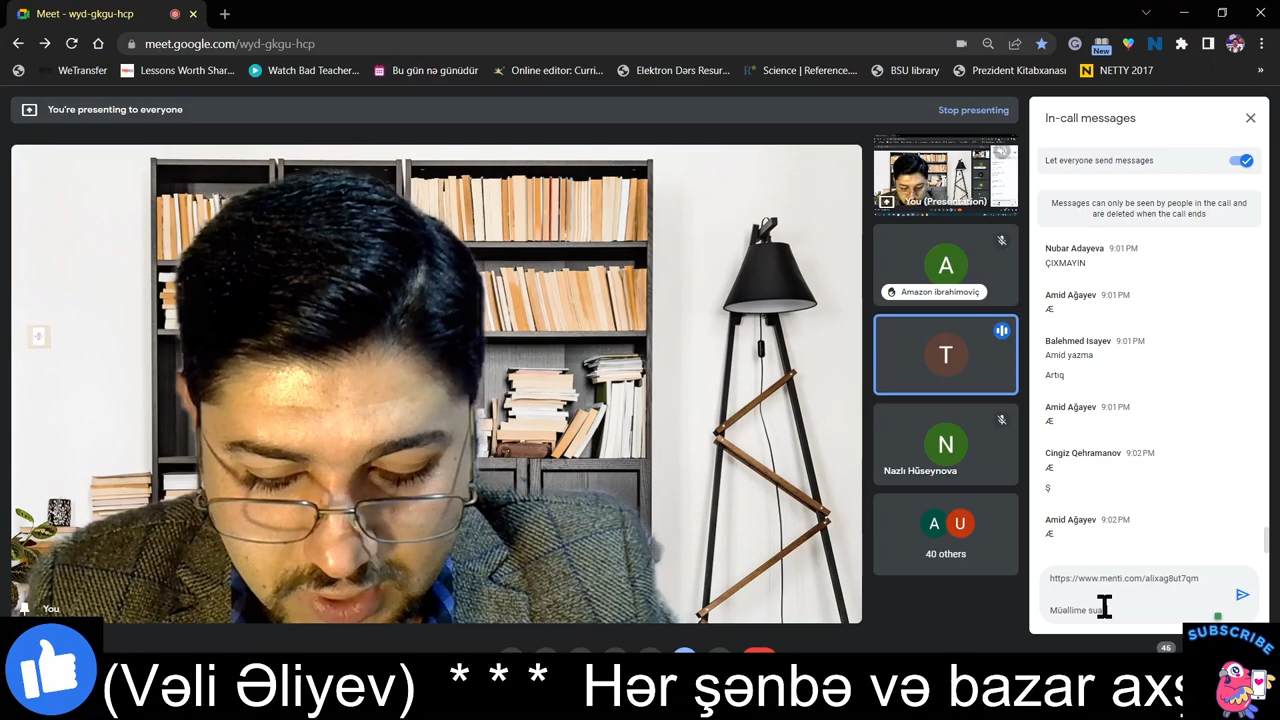 Meet - wyd-gkgu-hcp
meet.google.com/wyd-gkgu-hcp
New
WeTransfer
Lessons Worth Shar...
Watch Bad Teacher...
Bu gün nə günüdür
Online editor: Curri...
Elektron Dars Resur...
Science | Reference....
BSU library
Prezident Kitabxanası
NETTY 2017
You're presenting to everyone
Stop presenting
You (Presentation)
A
Amazon ibrahimoviç
T
N
Nazlı Hüseynova
A U
40 others
You
In-call messages
Let everyone send messages
Messages can only be seen by people in the call and
are deleted when the call ends
Nubar Adayeva 9:01 PM
ÇIXMAYIN
Amid Ağayev 9:01 PM
Æ
Balehmed Isayev 9:01 PM
Amid yazma
Artıq
Amid Ağayev 9:01 PM
Æ
Cingiz Qehramanov 9:02 PM
Æ
Ş
Amid Ağayev 9:02 PM
Æ
https://www.menti.com/alixag8ut7qm
Müəllime sua
46
SUBSCRIBE
(Vəli Əliyev) * * * Hər şənbə və bazar axş